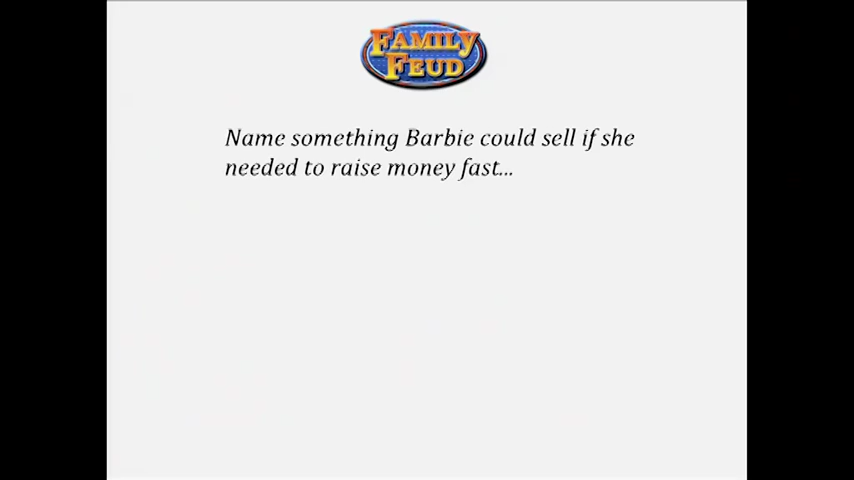 FAMILY
FEUD
Name something Barbie could sell if she
needed to raise money fast...